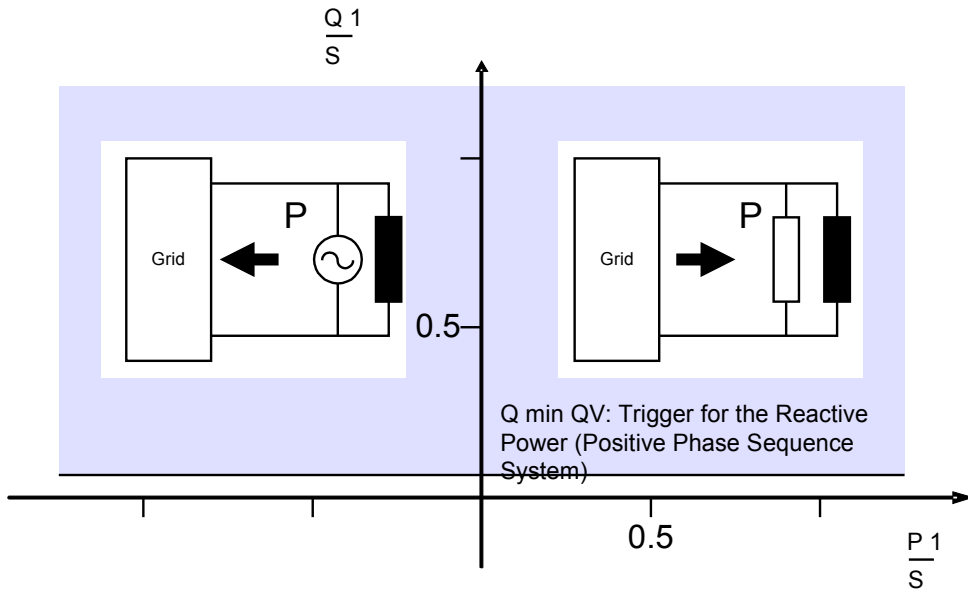 Q 1
S
P
Grid
P
Grid
0.5
Q min QV: Trigger for the Reactive
Power (Positive Phase Sequence
System)
0.5
P 1
S